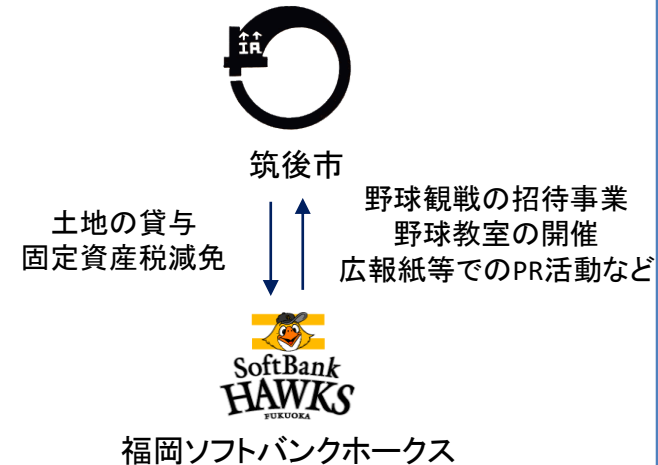 筑後市
土地の貸与
固定資産税減免
野球観戦の招待事業
野球教室の開催
広報紙等でのPR活動など
SoftBank
HAWKS
FUKUOKA
福岡ソフトバンクホークス